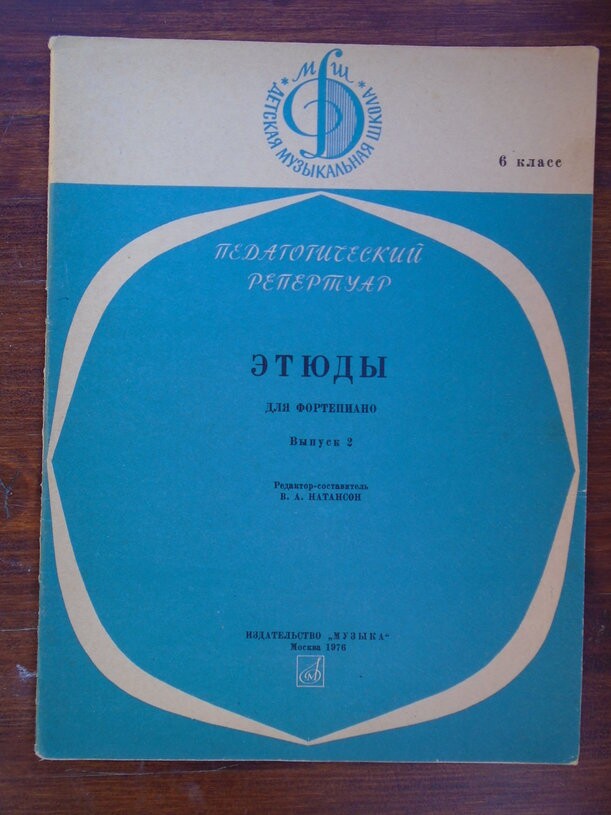 МШ
* ДЕТСКАЯ МУЗЫКАЛЬНАЯ ШКОЛА *
6 класс
ПЕДАГОГИЧЕСКИЙ
РЕПЕРТУАР
ЭТЮДЫ
ДЛЯ ФОРТЕПИАНО
Выпуск 2
Редактор-составитель
В. А. НАТАНСОН
ИЗДАТЕЛЬСТВО „МУЗЫКА“
Москва 1976
М